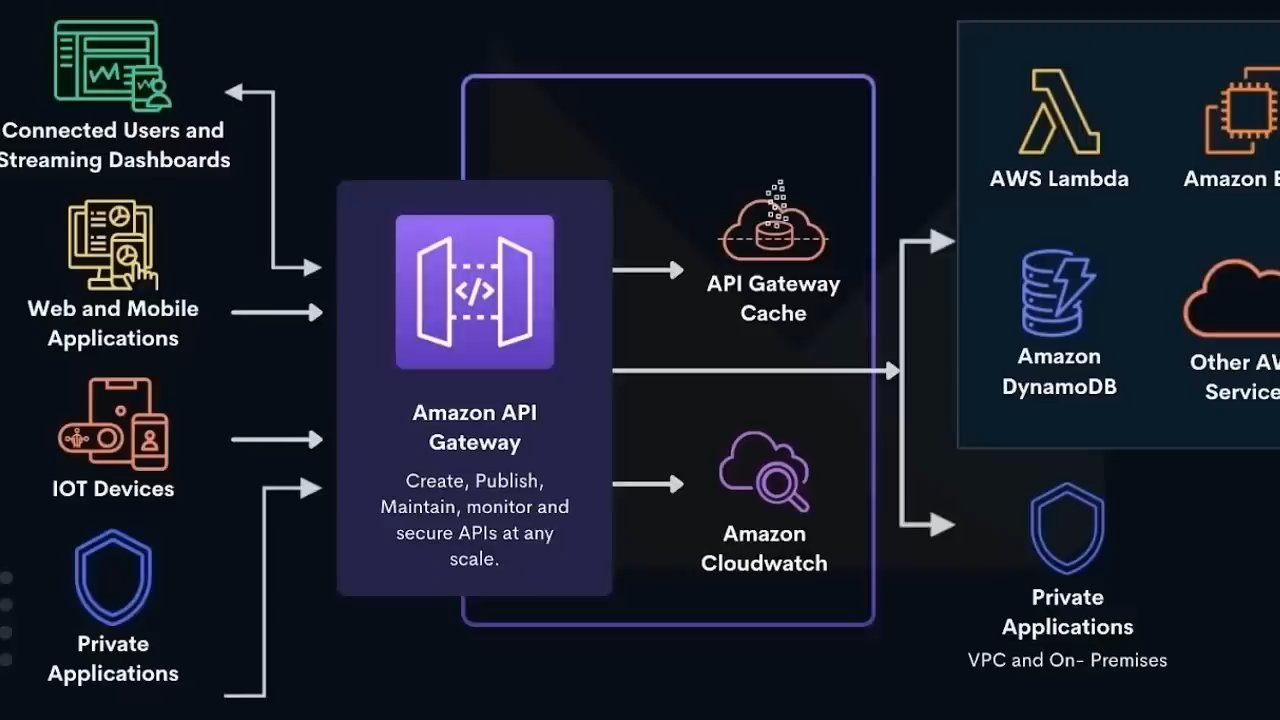 Connected Users and
Streaming Dashboards
Web and Mobile
Applications
IOT Devices
Private
Applications
</>
Amazon API
Gateway
Create, Publish,
Maintain, monitor and
secure APIs at any
scale.
API Gateway
Cache
Amazon
Cloudwatch
AWS Lambda
Amazon
Amazon
DynamoDB
Other
Private
Applications
VPC and On- Premises